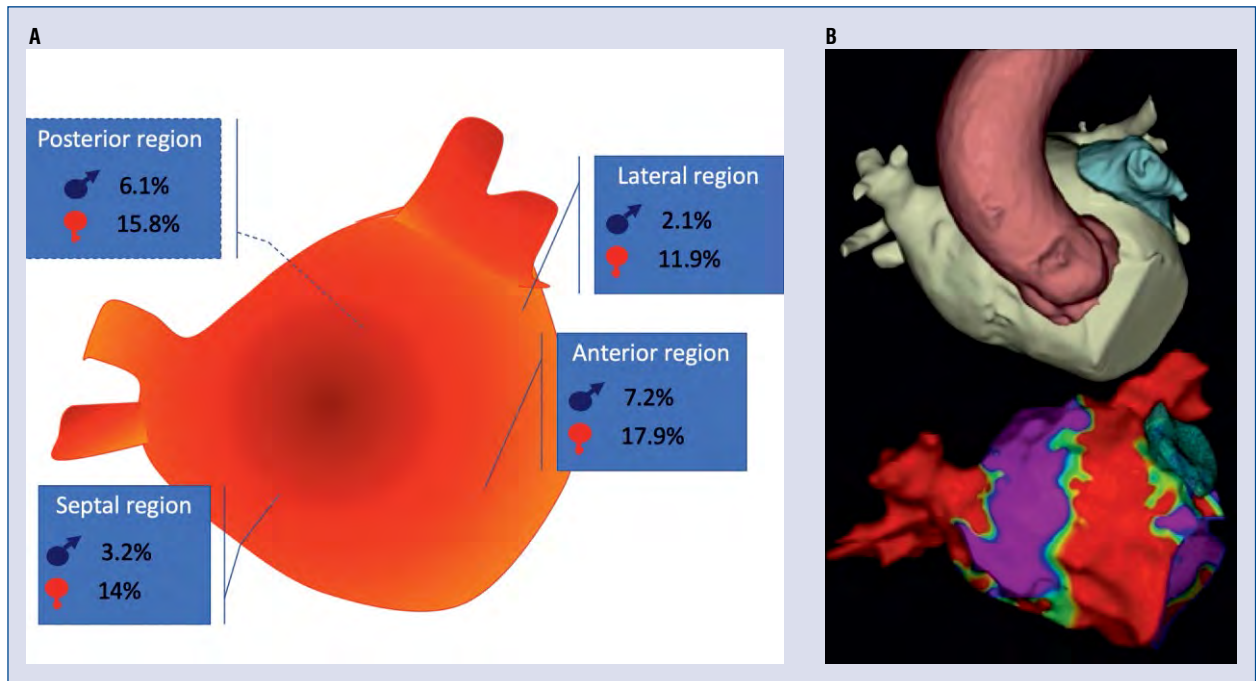 A
B
Posterior region
6.1%
15.8%
Lateral region
2.1%
11.9%
Anterior region
7.2%
17.9%
Septal region
3.2%
14%